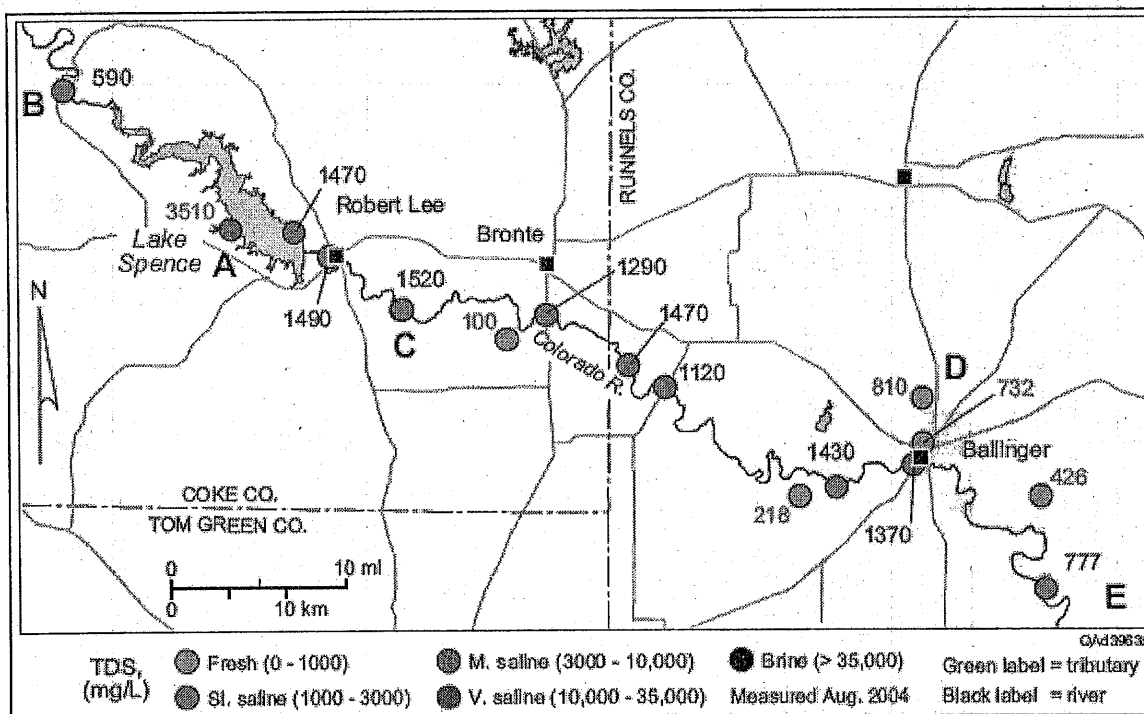 590
B
1470
Robert Lee
3510
Lake
Spence
A
RUNNELS CO.
Bronte
1290
N
1520
1490
C
100
1470
Colorado R.
1120
D
810
732
Ballinger
1430
426
218
COKE CO.
TOM GREEN CO.
1370
777
E
0 10 mi
0 10 km
TDS,
(mg/L)
Fresh (0 - 1000)
M. saline (3000 - 10,000)
Brine (> 35,000)
Green label = tributary
Sl. saline (1000 - 3000)
V. saline (10,000 - 35,000)
Measured Aug. 2004
Black label = river